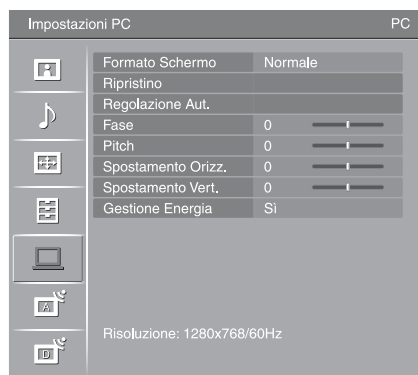 Impostazioni PC PC
Formato Schermo Normale
Ripristino
Regolazione Aut.
Fase 0
Pitch 0
Spostamento Orizz. 0
Spostamento Vert. 0
Gestione Energia Sì
A
D
Risoluzione: 1280x768/60Hz